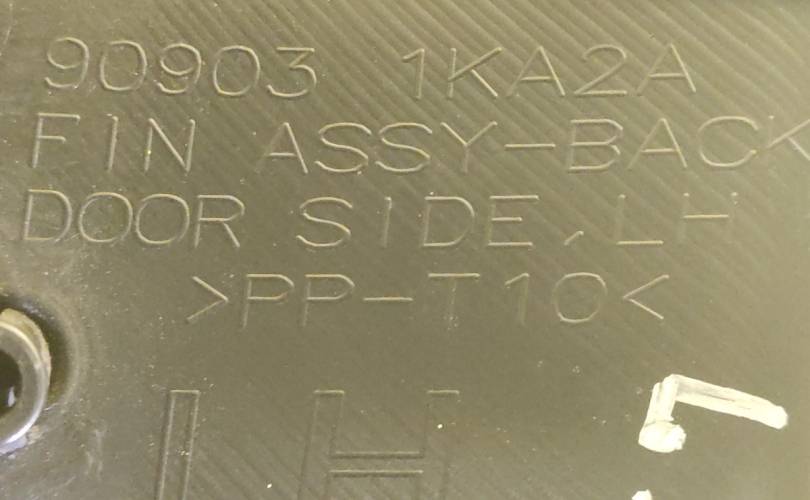 90903 1KA2A
FIN ASSY-BACK
DOOR SIDE, LH
>PP-T10<
LH